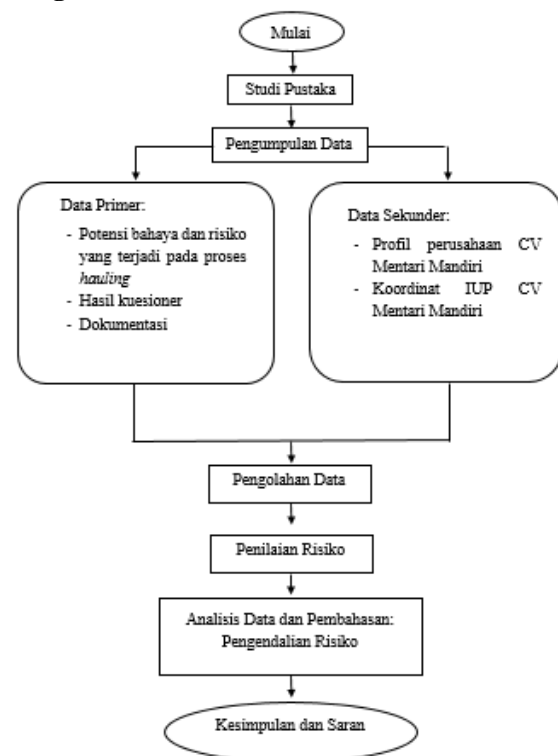 Mulai
Studi Pustaka
Pengumpulan Data
Data Primer:
- Potensi bahaya dan risiko
yang terjadi pada proses
hauling
- Hasil kuesioner
- Dokumentasi
Data Sekunder:
- Profil perusahaan CV
Mentari Mandiri
- Koordinat IUP CV
Mentari Mandiri
Pengolahan Data
Penilaian Risiko
Analisis Data dan Pembahasan:
Pengendalian Risiko
Kesimpulan dan Saran